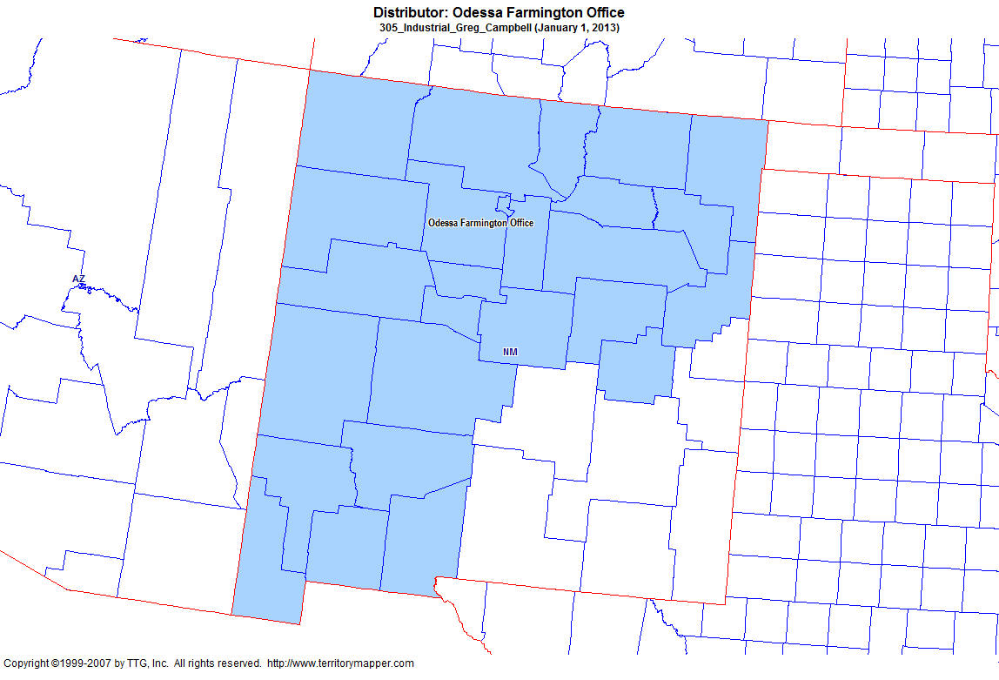 Distributor: Odessa Farmington Office
305_Industrial_Greg_Campbell (January 1, 2013)
Odessa Farmington Office
AZ
NM
Copyright ©1999-2007 by TTG, Inc. All rights reserved. http://www.territorymapper.com